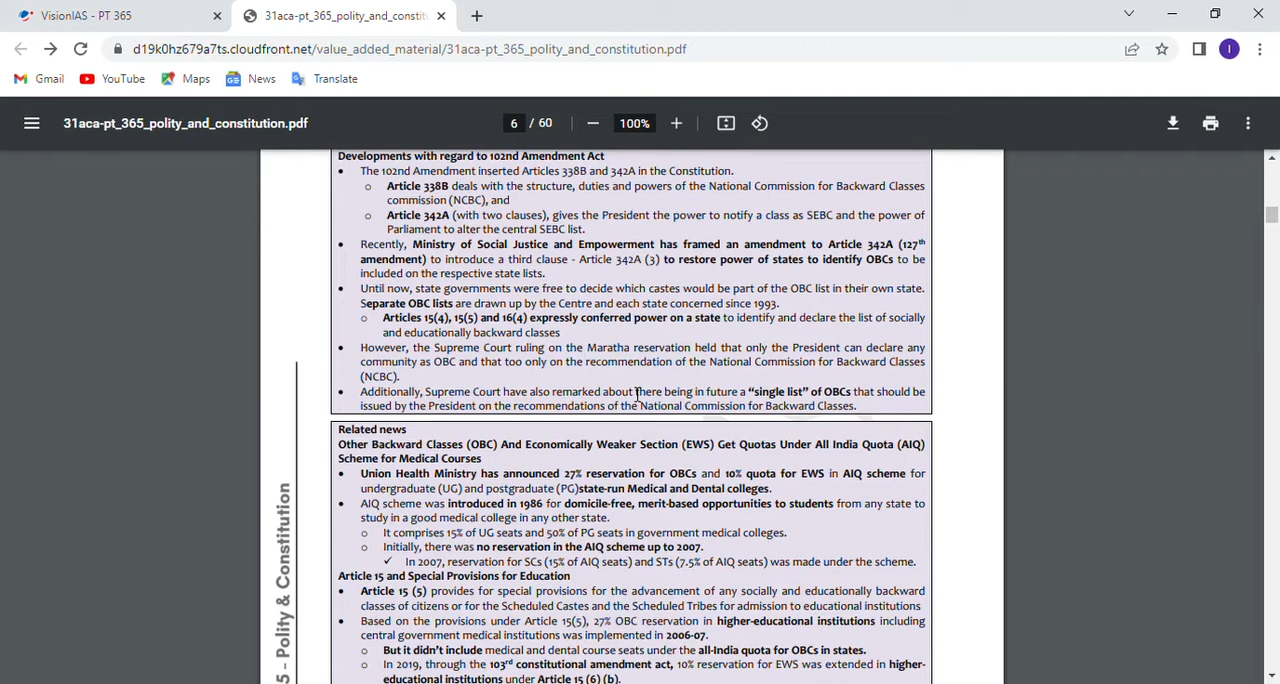 VisionIAS - PT 365
31aca-pt_365_polity_and_constitu
d19k0hz679a7ts.cloudfront.net/value_added_material/31aca-pt_365_polity_and_constitution.pdf
I
Gmail YouTube Maps News Translate
31aca-pt_365_polity_and_constitution.pdf 6 / 60 100%
Developments with regard to 102nd Amendment Act
• The 102nd Amendment inserted Articles 338B and 342A in the Constitution.
o Article 338B deals with the structure, duties and powers of the National Commission for Backward Classes
commission (NCBC), and
o Article 342A (with two clauses), gives the President the power to notify a class as SEBC and the power of
Parliament to alter the central SEBC list.
• Recently, Ministry of Social Justice and Empowerment has framed an amendment to Article 342A (127th
amendment) to introduce a third clause - Article 342A (3) to restore power of states to identify OBCs to be
included on the respective state lists.
• Until now, state governments were free to decide which castes would be part of the OBC list in their own state.
Separate OBC lists are drawn up by the Centre and each state concerned since 1993.
o Articles 15(4), 15(5) and 16(4) expressly conferred power on a state to identify and declare the list of socially
and educationally backward classes
• However, the Supreme Court ruling on the Maratha reservation held that only the President can declare any
community as OBC and that too only on the recommendation of the National Commission for Backward Classes
(NCBC).
• Additionally, Supreme Court have also remarked about there being in future a “single list” of OBCs that should be
issued by the President on the recommendations of the National Commission for Backward Classes.
Related news
Other Backward Classes (OBC) And Economically Weaker Section (EWS) Get Quotas Under All India Quota (AIQ)
Scheme for Medical Courses
• Union Health Ministry has announced 27% reservation for OBCs and 10% quota for EWS in AIQ scheme for
undergraduate (UG) and postgraduate (PG)state-run Medical and Dental colleges.
• AIQ scheme was introduced in 1986 for domicile-free, merit-based opportunities to students from any state to
study in a good medical college in any other state.
o It comprises 15% of UG seats and 50% of PG seats in government medical colleges.
o Initially, there was no reservation in the AIQ scheme up to 2007.
✓ In 2007, reservation for SCs (15% of AIQ seats) and STs (7.5% of AIQ seats) was made under the scheme.
Article 15 and Special Provisions for Education
• Article 15 (5) provides for special provisions for the advancement of any socially and educationally backward
classes of citizens or for the Scheduled Castes and the Scheduled Tribes for admission to educational institutions
• Based on the provisions under Article 15(5), 27% OBC reservation in higher-educational institutions including
central government medical institutions was implemented in 2006-07.
o But it didn’t include medical and dental course seats under the all-India quota for OBCs in states.
o In 2019, through the 103rd constitutional amendment act, 10% reservation for EWS was extended in higher-
educational institutions under Article 15 (6) (b).
5 - Polity & Constitution